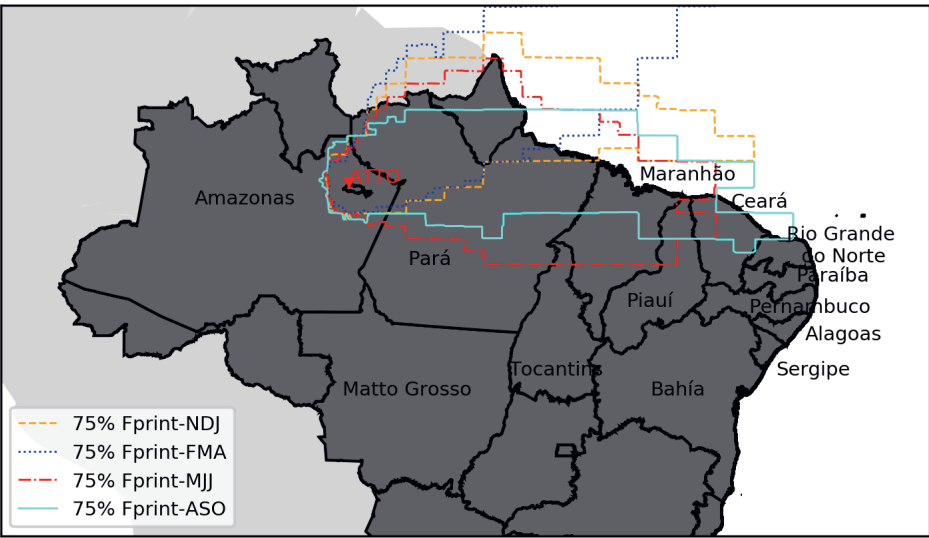 ATTO
Maranhão
Amazonas
Ceará
Rio Grande
do Norte
Pará
Paraíba
Piauí
Pernambuco
Alagoas
Tocantins
Sergipe
Matto Grosso
Bahía
75% Fprint-NDJ
75% Fprint-FMA
75% Fprint-MJJ
75% Fprint-ASO